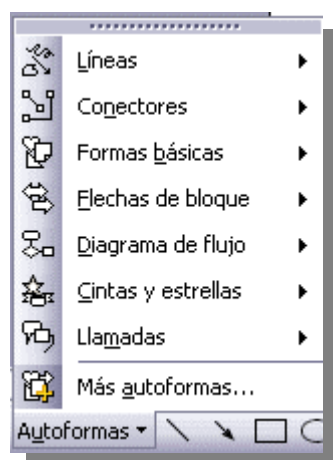 Líneas
Conectores
Formas básicas
Flechas de bloque
Diagrama de flujo
Cintas y estrellas
Llamadas
Más autoformas...
Autoformas